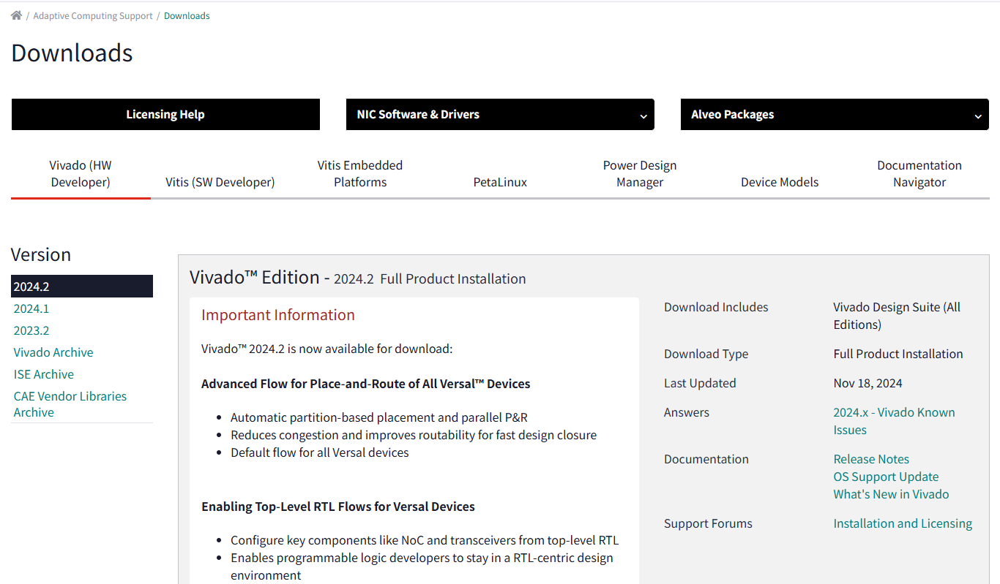 / Adaptive Computing Support / Downloads
Downloads
Licensing Help
NIC Software & Drivers
Alveo Packages
Vivado (HW
Developer)
Vitis (SW Developer)
Vitis Embedded
Platforms
PetaLinux
Power Design
Manager
Device Models
Documentation
Navigator
Version
2024.2
2024.1
2023.2
Vivado Archive
ISE Archive
CAE Vendor Libraries
Archive
Vivado™ Edition - 2024.2 Full Product Installation
Important Information
Vivado™ 2024.2 is now available for download:
Advanced Flow for Place-and-Route of All Versal™ Devices
• Automatic partition-based placement and parallel P&R
• Reduces congestion and improves routability for fast design closure
• Default flow for all Versal devices
Enabling Top-Level RTL Flows for Versal Devices
• Configure key components like NoC and transceivers from top-level RTL
• Enables programmable logic developers to stay in a RTL-centric design
environment
Download Includes
Vivado Design Suite (All
Editions)
Download Type
Full Product Installation
Last Updated
Nov 18, 2024
Answers
2024.x - Vivado Known
Issues
Documentation
Release Notes
OS Support Update
What's New in Vivado
Support Forums
Installation and Licensing